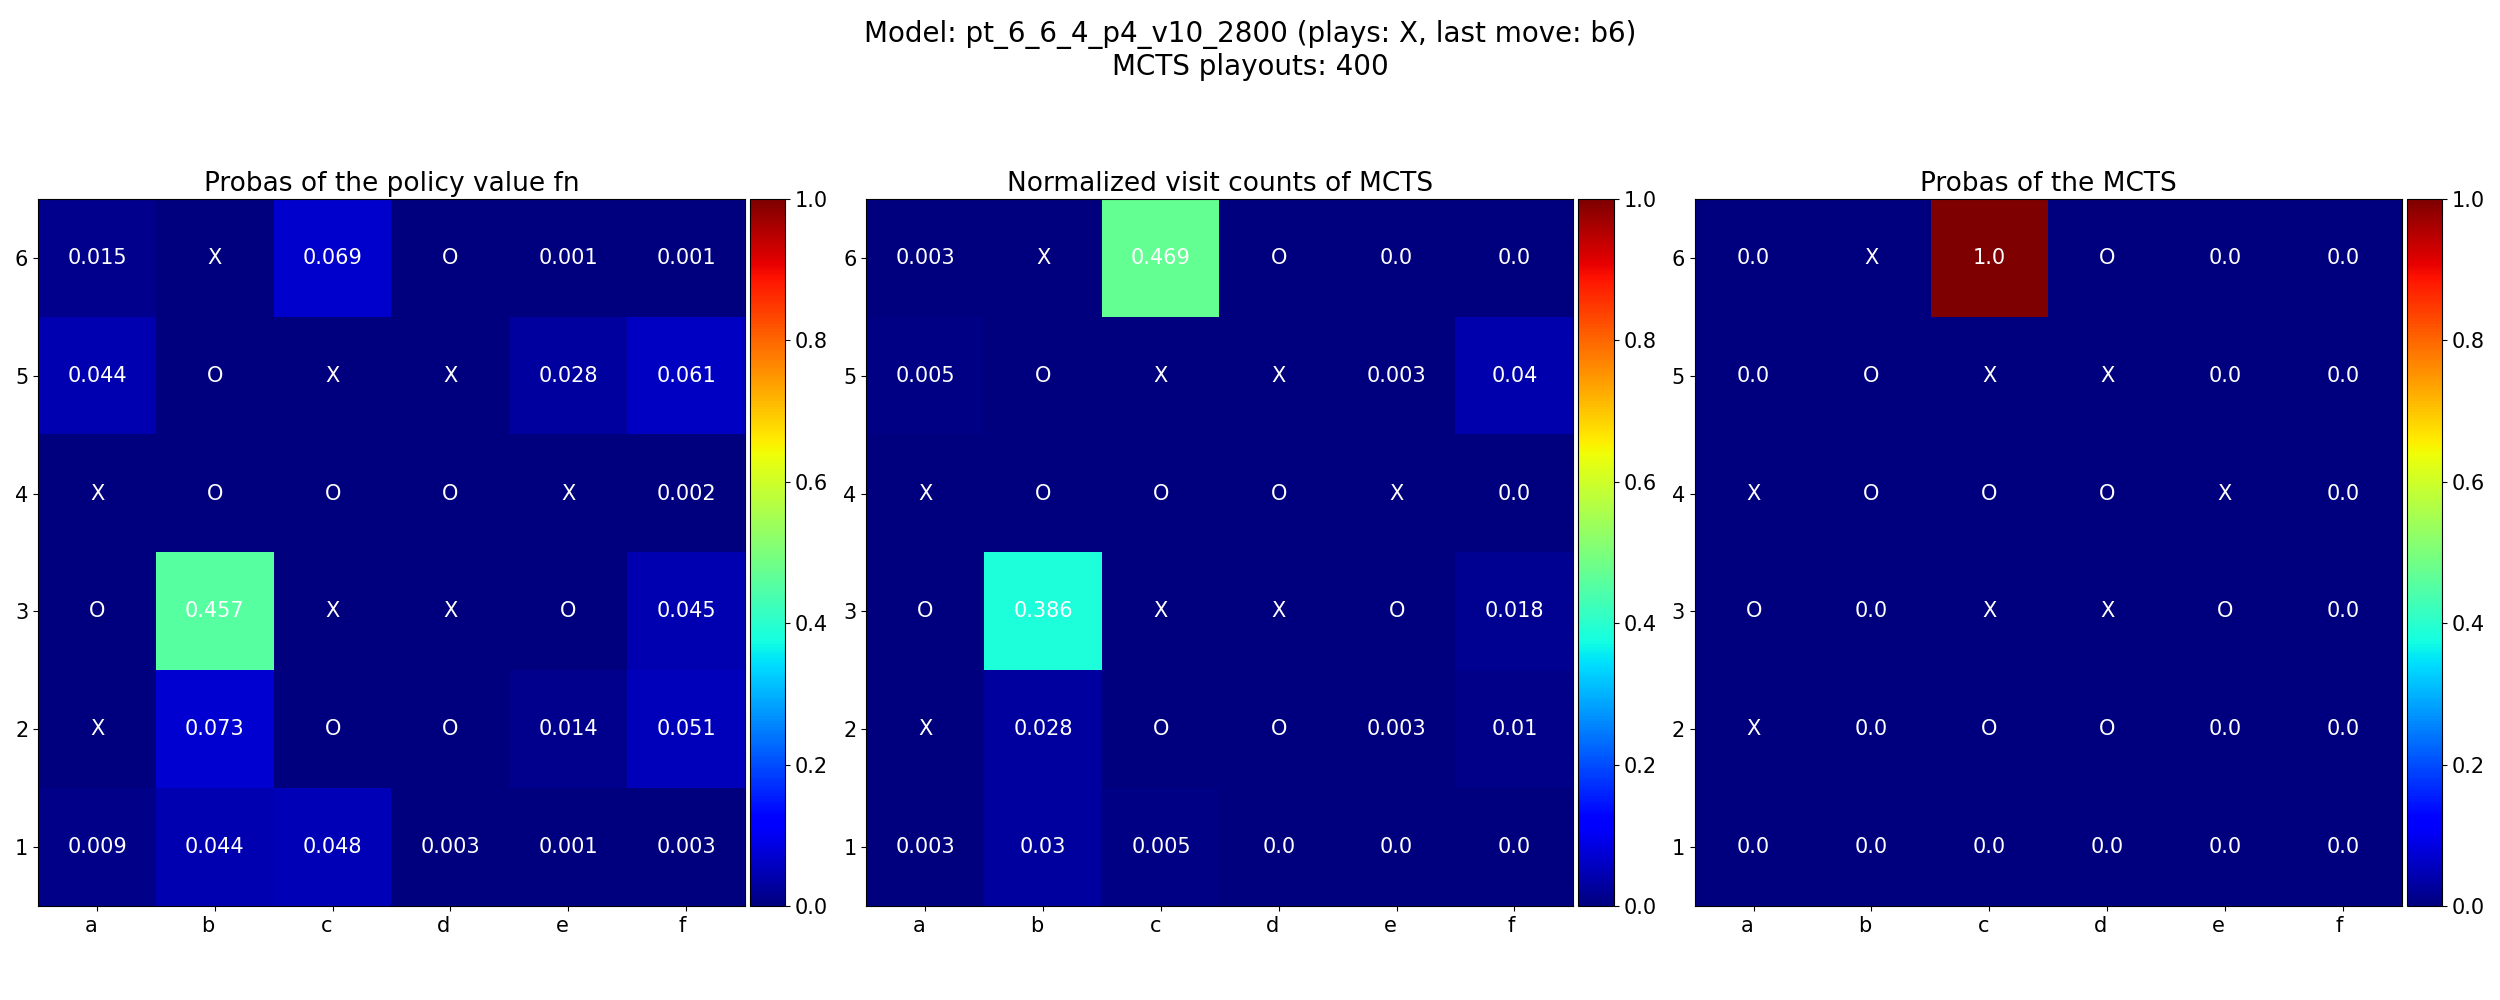 Model: pt_6_6_4_p4_v10_2800 (plays: X, last move: b6)
MCTS playouts: 400
Probas of the policy value fn
6 0.015 X 0.069 O 0.001 0.001
5 0.044 O X X 0.028 0.061
4 X O O O X 0.002
3 O 0.457 X X O 0.045
2 X 0.073 O O 0.014 0.051
1 0.009 0.044 0.048 0.003 0.001 0.003
a b c d e f
1.0
0.8
0.6
0.4
0.2
0.0
Normalized visit counts of MCTS
6 0.003 X 0.469 O 0.0 0.0
5 0.005 O X X 0.003 0.04
4 X O O O X 0.0
3 O 0.386 X X O 0.018
2 X 0.028 O O 0.003 0.01
1 0.003 0.03 0.005 0.0 0.0 0.0
a b c d e f
1.0
0.8
0.6
0.4
0.2
0.0
Probas of the MCTS
6 0.0 X 1.0 O 0.0 0.0
5 0.0 O X X 0.0 0.0
4 X O O O X 0.0
3 O 0.0 X X O 0.0
2 X 0.0 O O 0.0 0.0
1 0.0 0.0 0.0 0.0 0.0 0.0
a b c d e f
1.0
0.8
0.6
0.4
0.2
0.0